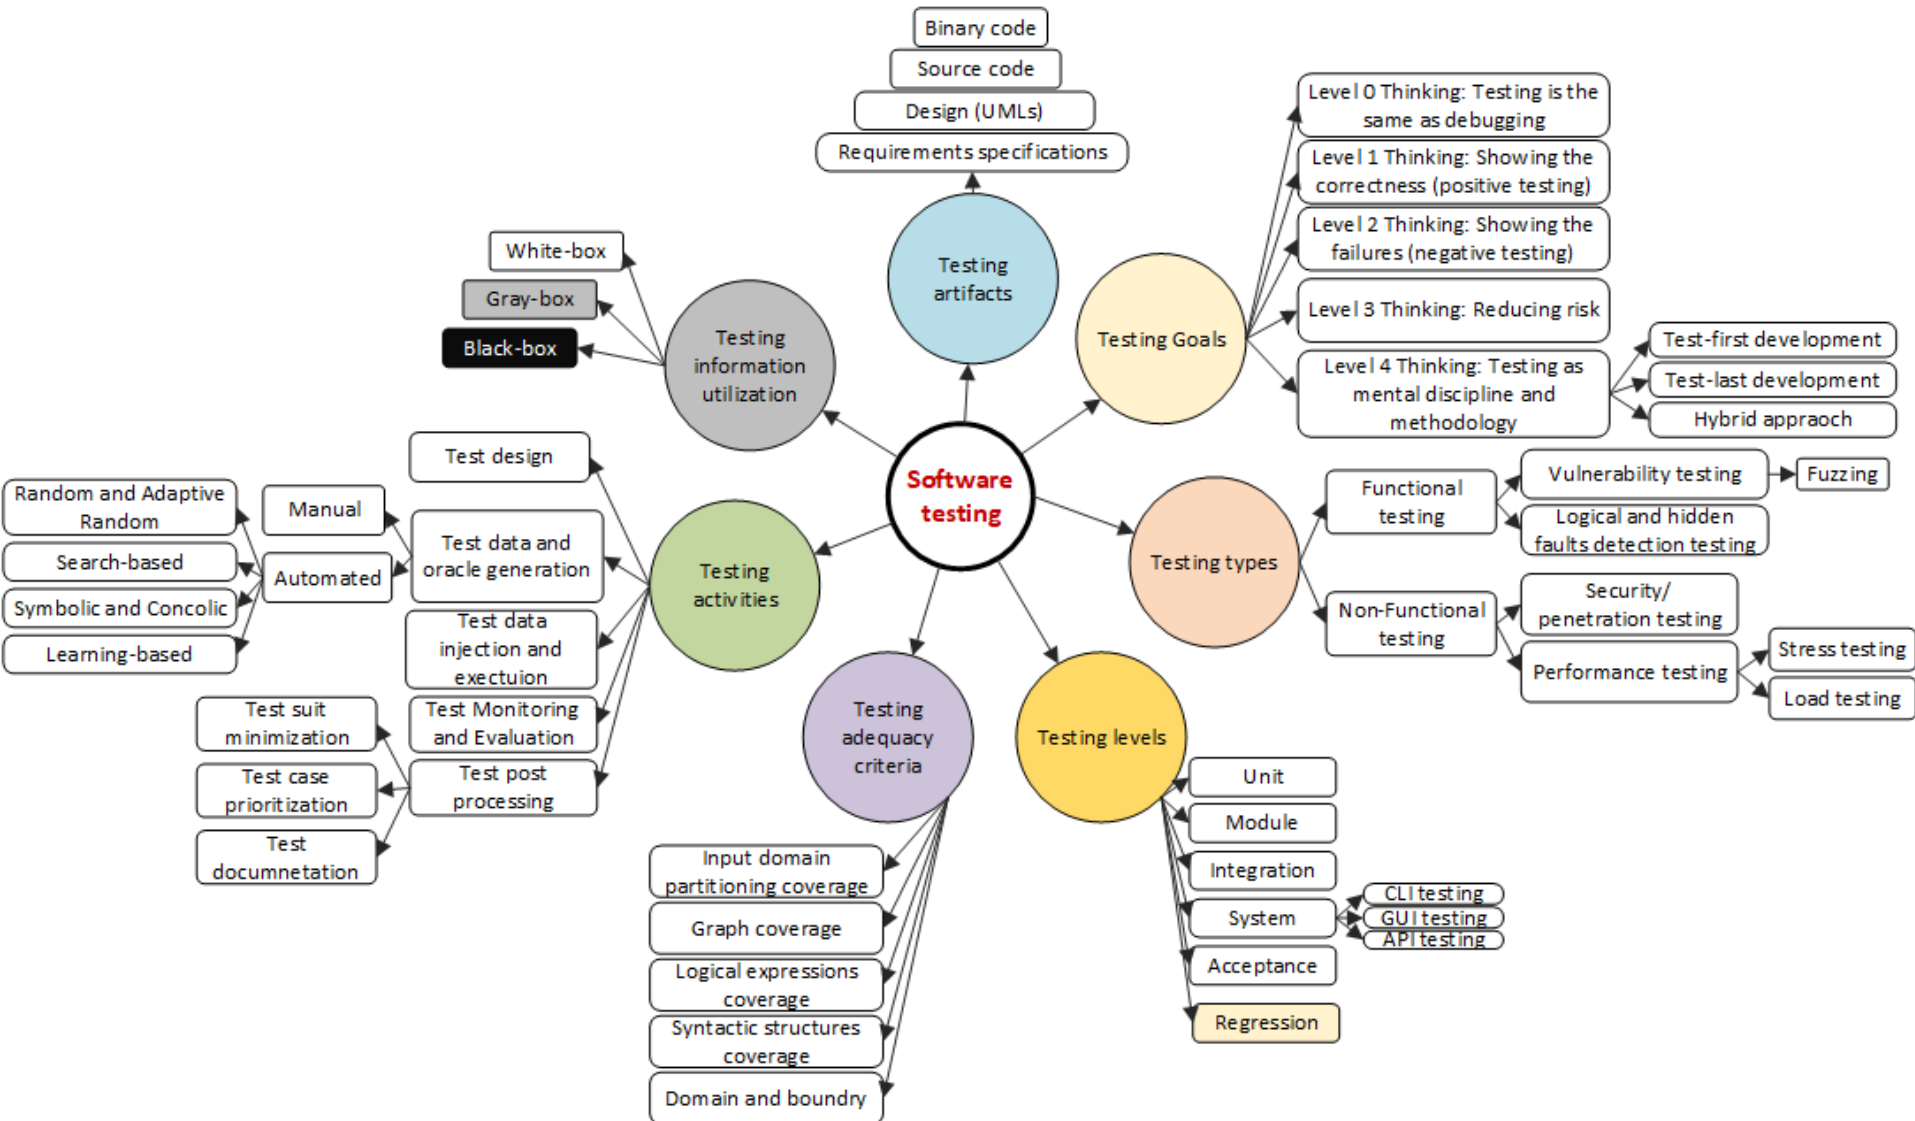 Binary code
Source code
Design (UMLs)
Requirements specifications
Testing
artifacts
Testing Goals
Level 0 Thinking: Testing is the
same as debugging
Level 1 Thinking: Showing the
correctness (positive testing)
Level 2 Thinking: Showing the
failures (negative testing)
Level 3 Thinking: Reducing risk
Level 4 Thinking: Testing as
mental discipline and
methodology
Test-first development
Test-last development
Hybrid appraoch
White-box
Gray-box
Black-box
Testing
information
utilization
Software
testing
Testing types
Functional
testing
Vulnerability testing
Fuzzing
Logical and hidden
faults detection testing
Non-Functional
testing
Security/
penetration testing
Performance testing
Stress testing
Load testing
Testing
activities
Test design
Test data and
oracle generation
Manual
Automated
Random and Adaptive
Random
Search-based
Symbolic and Concolic
Learning-based
Test data
injection and
exectuion
Test Monitoring
and Evaluation
Test post
processing
Test suit
minimization
Test case
prioritization
Test
documnetation
Testing
adequacy
criteria
Input domain
partitioning coverage
Graph coverage
Logical expressions
coverage
Syntactic structures
coverage
Domain and boundry
Testing levels
Unit
Module
Integration
System
CLI testing
GUI testing
API testing
Acceptance
Regression